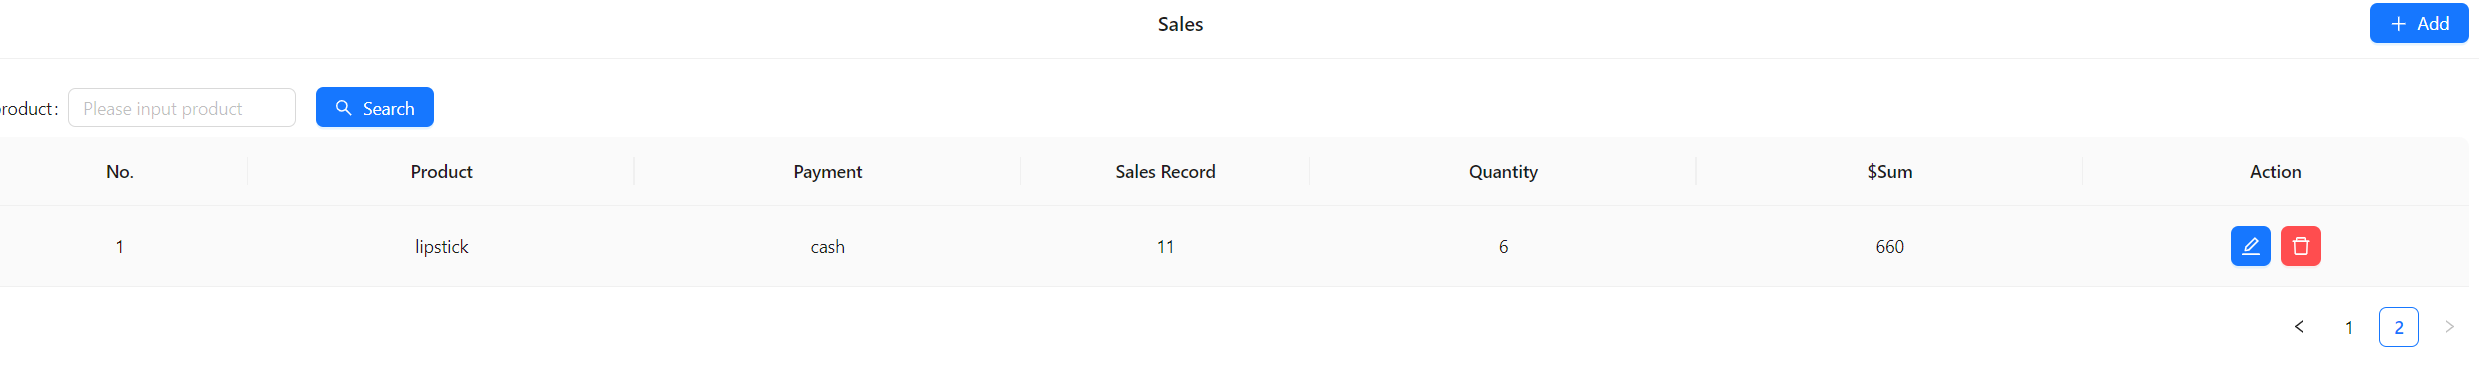 Sales
Add
roduct: Please input product Search
No. Product Payment Sales Record Quantity $Sum Action
1 lipstick cash 11 6 660
1 2